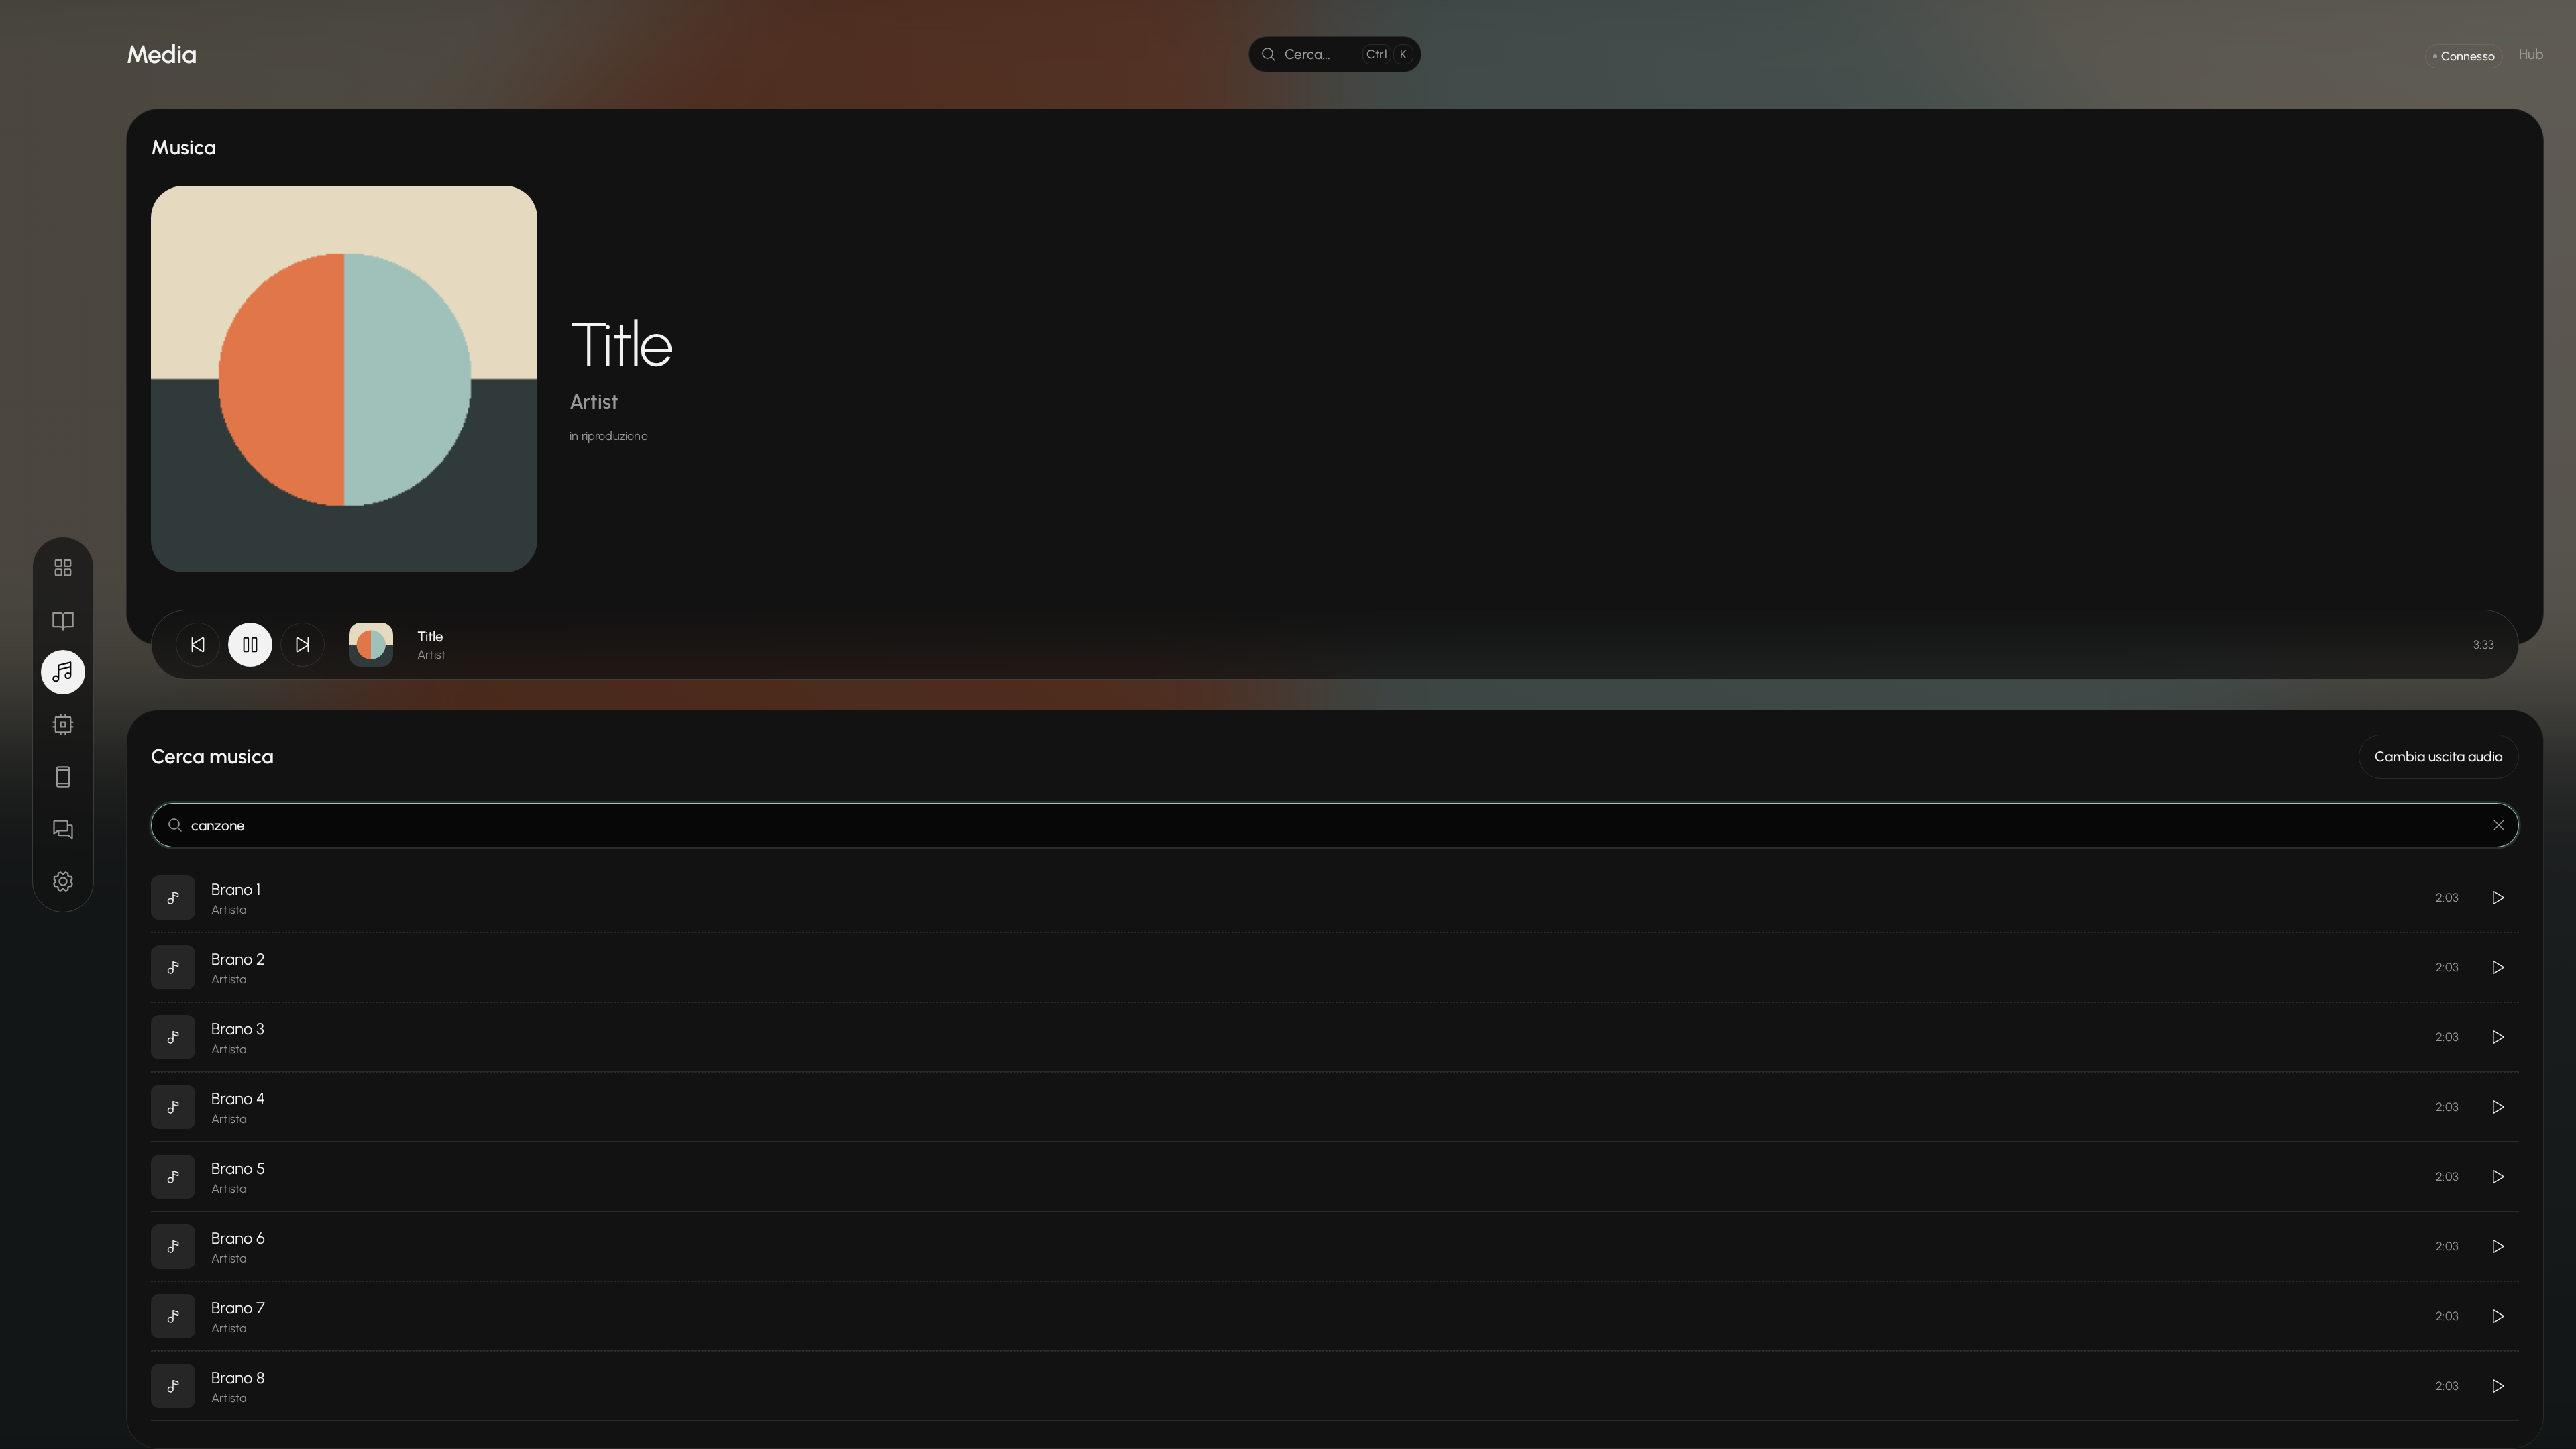 Media
Cerca...
Ctrl K
Connesso
Hub
Musica
Title
Artist
in riproduzione
Title
Artist
3:33
Cerca musica
Cambia uscita audio
canzone
Brano 1
Artista
2:03
Brano 2
Artista
2:03
Brano 3
Artista
2:03
Brano 4
Artista
2:03
Brano 5
Artista
2:03
Brano 6
Artista
2:03
Brano 7
Artista
2:03
Brano 8
Artista
2:03